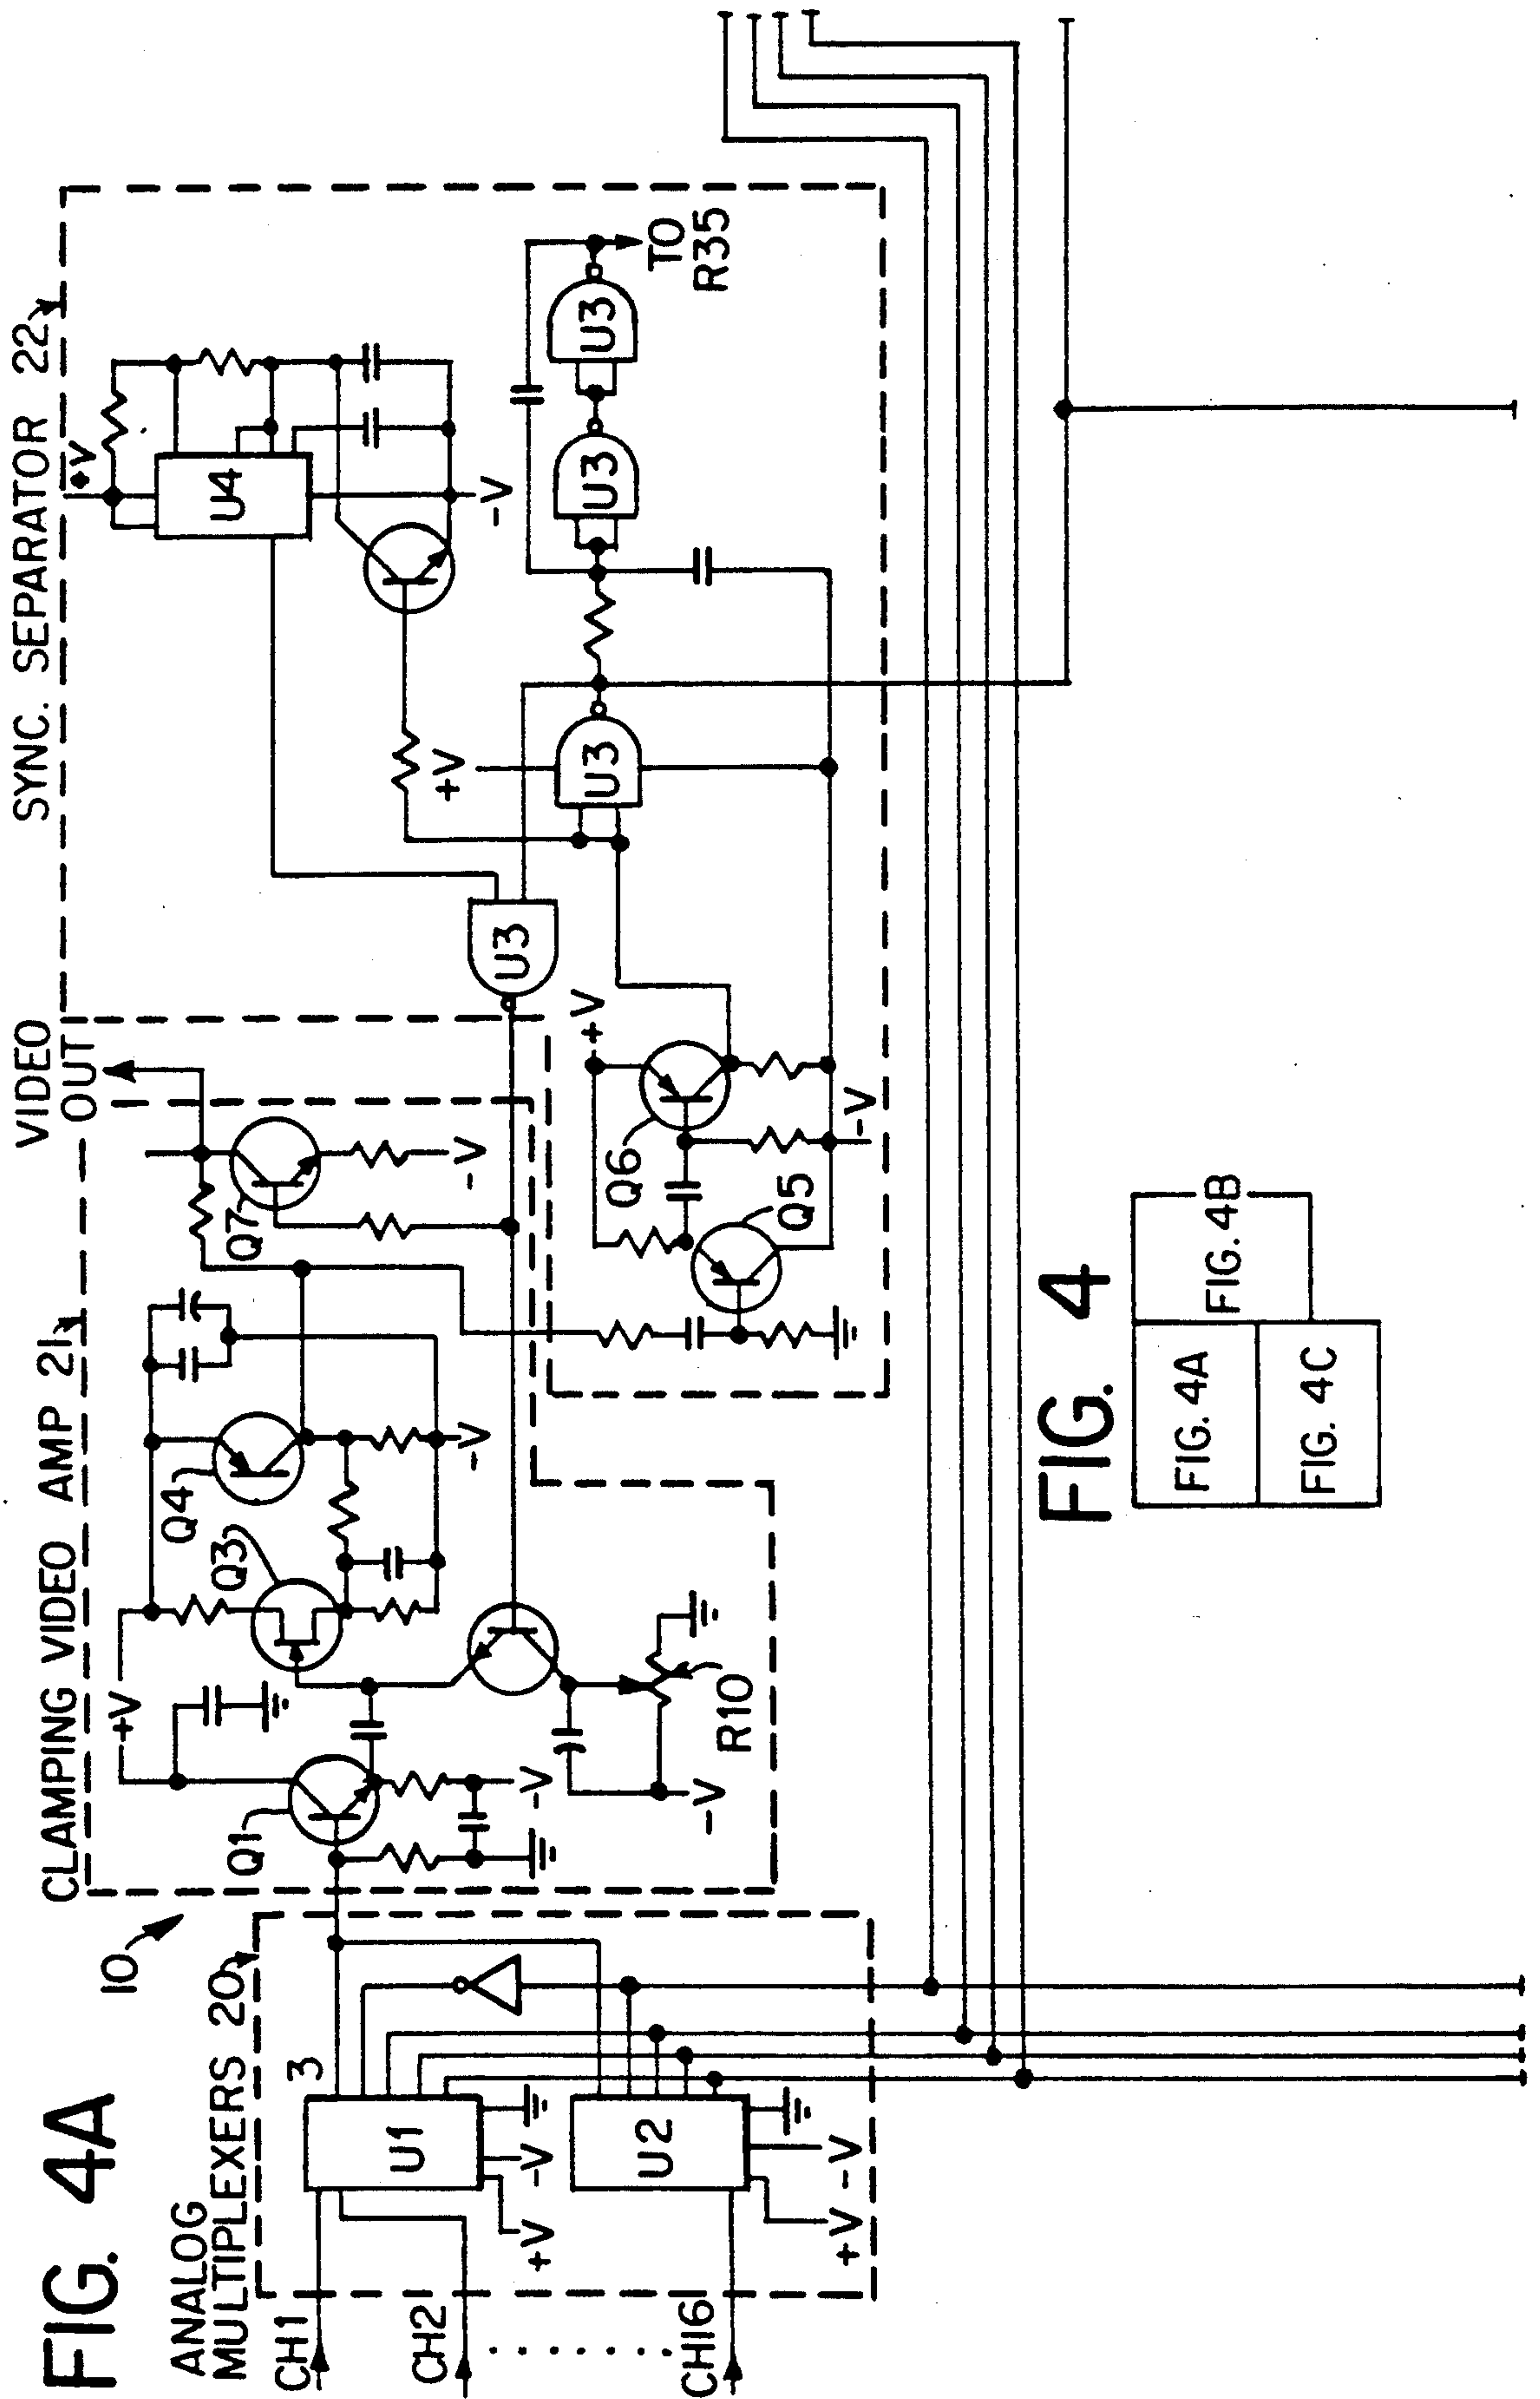 FIG. 4A
ANALOG
MULTIPLEXERS 20
CH1
CH2
CH16
U1
3
U2
+V
-V
+V
-V
10
CLAMPING VIDEO AMP 21
+V
Q1
Q3
Q4
Q7
-V
-V
-V
-V
R10
VIDEO
OUT
SYNC. SEPARATOR 22
+V
U4
-V
+V
U3
U3
U3
U3
TO
R35
+V
Q6
Q5
-V
FIG. 4
FIG. 4A
FIG. 4B
FIG. 4C